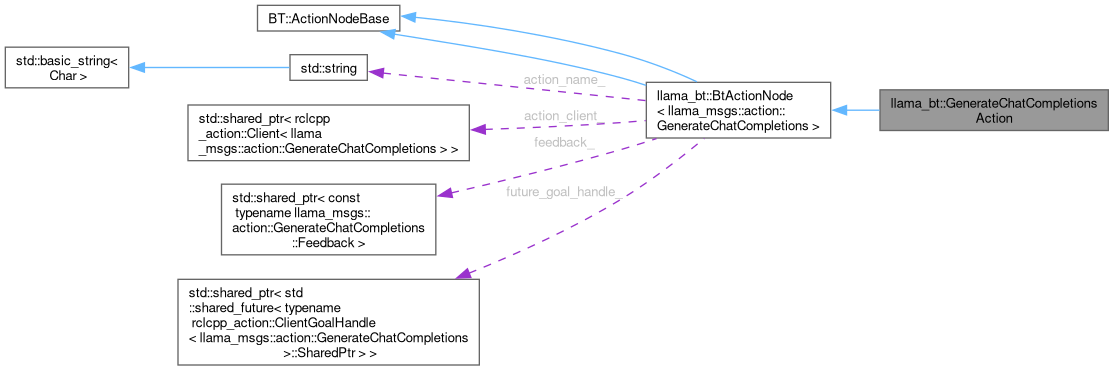 BT::ActionNodeBase
std::basic_string<
Char >
std::string
action_name_
llama_bt::BtActionNode
< llama_msgs::action::
GenerateChatCompletions >
llama_bt::GenerateChatCompletions
Action
std::shared_ptr< rclcpp
_action::Client< llama
_msgs::action::GenerateChatCompletions > >
action_client_
feedback_
std::shared_ptr< const
typename llama_msgs::
action::GenerateChatCompletions
::Feedback >
future_goal_handle_
std::shared_ptr< std
::shared_future< typename
rclcpp_action::ClientGoalHandle
< llama_msgs::action::GenerateChatCompletions
>::SharedPtr > >